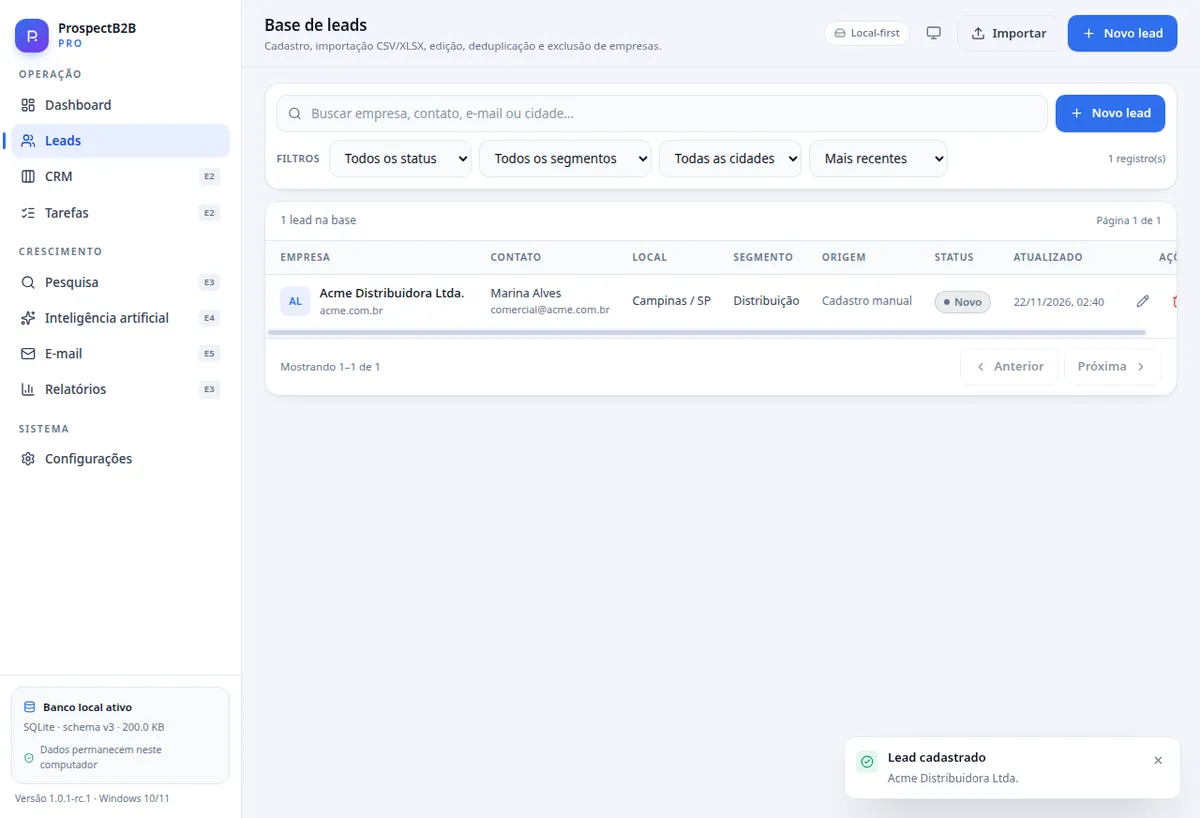 ProspectB2B
PRO
OPERAÇÃO
Dashboard
Leads
CRM E2
Tarefas E2
CRESCIMENTO
Pesquisa E3
Inteligência artificial E4
E-mail E5
Relatórios E3
SISTEMA
Configurações
Banco local ativo
SQLite · schema v3 · 200.0 KB
Dados permanecem neste
computador
Versão 1.0.1-rc.1 · Windows 10/11
Base de leads
Cadastro, importação CSV/XLSX, edição, deduplicação e exclusão de empresas.
Local-first
Importar
Novo lead
Buscar empresa, contato, e-mail ou cidade...
Novo lead
FILTROS Todos os status Todos os segmentos Todas as cidades Mais recentes 1 registro(s)
1 lead na base Página 1 de 1
EMPRESA CONTATO LOCAL SEGMENTO ORIGEM STATUS ATUALIZADO
AL Acme Distribuidora Ltda. Marina Alves Campinas / SP Distribuição Cadastro manual Novo 22/11/2026, 02:40
acme.com.br comercial@acme.com.br
Mostrando 1–1 de 1 Anterior Próxima
Lead cadastrado
Acme Distribuidora Ltda.